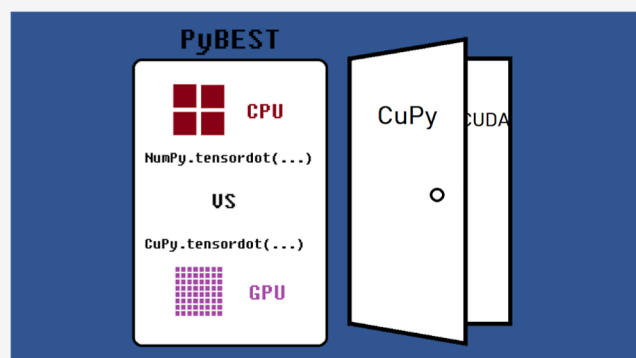 PyBEST
CPU
NumPy.tensordot(...)
VS
CuPy.tensordot(...)
GPU
CuPy
CUDA